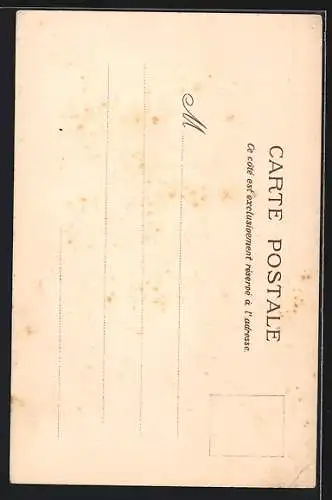 CARTE POSTALE
Ce côté est exclusivement réservé à l'adresse.
M